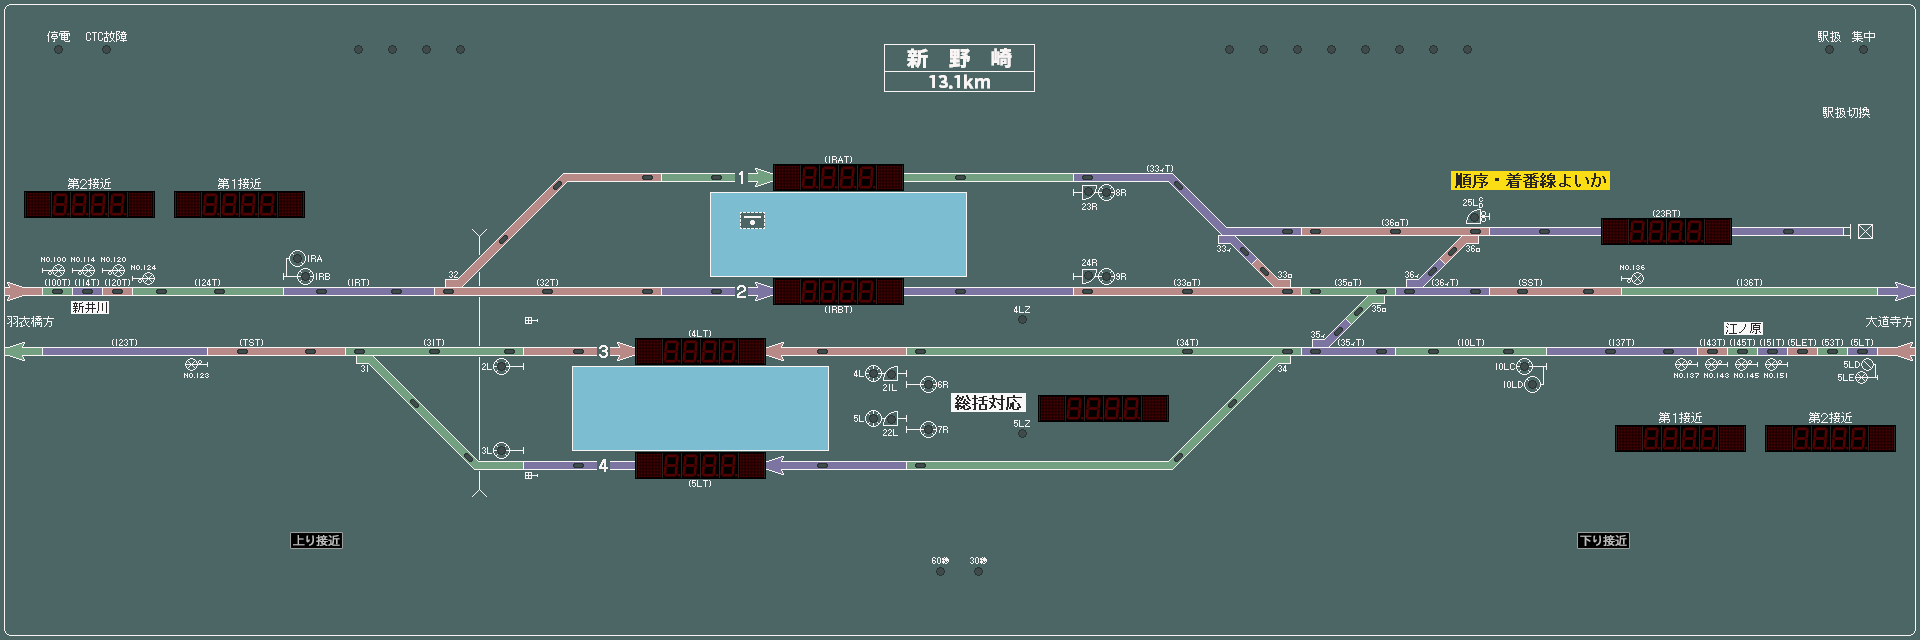 停電 CTC故障
駅扱 集中
新 野 崎
13.1km
駅扱切換
第2接近 第1接近
(1RAT)
(33ｲT)
順序・着番線よいか
1
8R
23R
25LC
(23RT)
(36ﾛT)
33ｲ
36ﾛ
NO.100 NO.114 NO.120 NO.124
1RA
1RB
24R
9R
NO.136
(100T) (114T) (120T) (124T) (1RT) 32 (32T) (33ﾛT) 33ﾛ (35ﾛT) 36ｲ (36ｲT) (SST) (136T)
2
新井川
(1RBT)
4LZ
35ﾛ
羽衣橋方
大道寺方
江ノ原
(4LT)
35ｲ
(123T) (TST) (31T) (34T) (35ｲT) (10LT) (137T) (143T) (145T) (151T) (5LET) (53T) (5LT)
3
NO.123
31
2L
4L
21L
6R
34
10LC
10LD
NO.137 NO.143 NO.145 NO.151
5LD
5LE
総括対応
5L
22L
7R
5LZ
第1接近 第2接近
3L
4
(5LT)
上り接近
下り接近
60秒 30秒